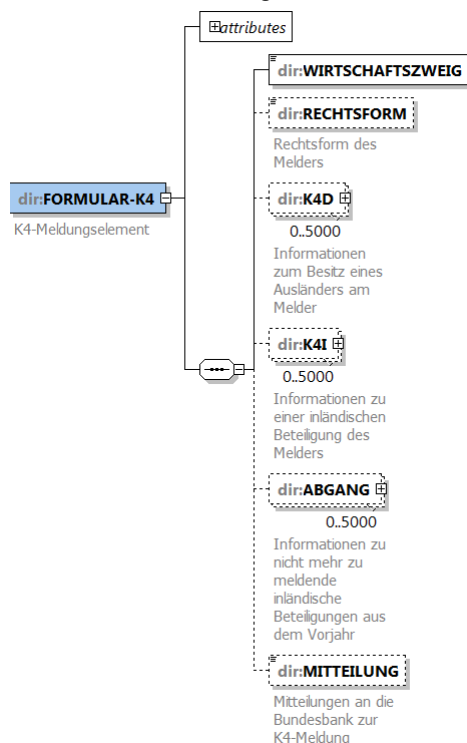 attributes
dir:WIRTSCHAFTSZWEIG
dir:RECHTSFORM
Rechtsform des
Melders
dir:FORMULAR-K4
K4-Meldungselement
dir:K4D
0..5000
Informationen
zum Besitz eines
Ausländers am
Melder
dir:K4I
0..5000
Informationen zu
einer inländischen
Beteiligung des
Melders
dir:ABGANG
0..5000
Informationen zu
nicht mehr zu
meldende
inländische
Beteiligungen aus
dem Vorjahr
dir:MITTEILUNG
Mitteilungen an die
Bundesbank zur
K4-Meldung